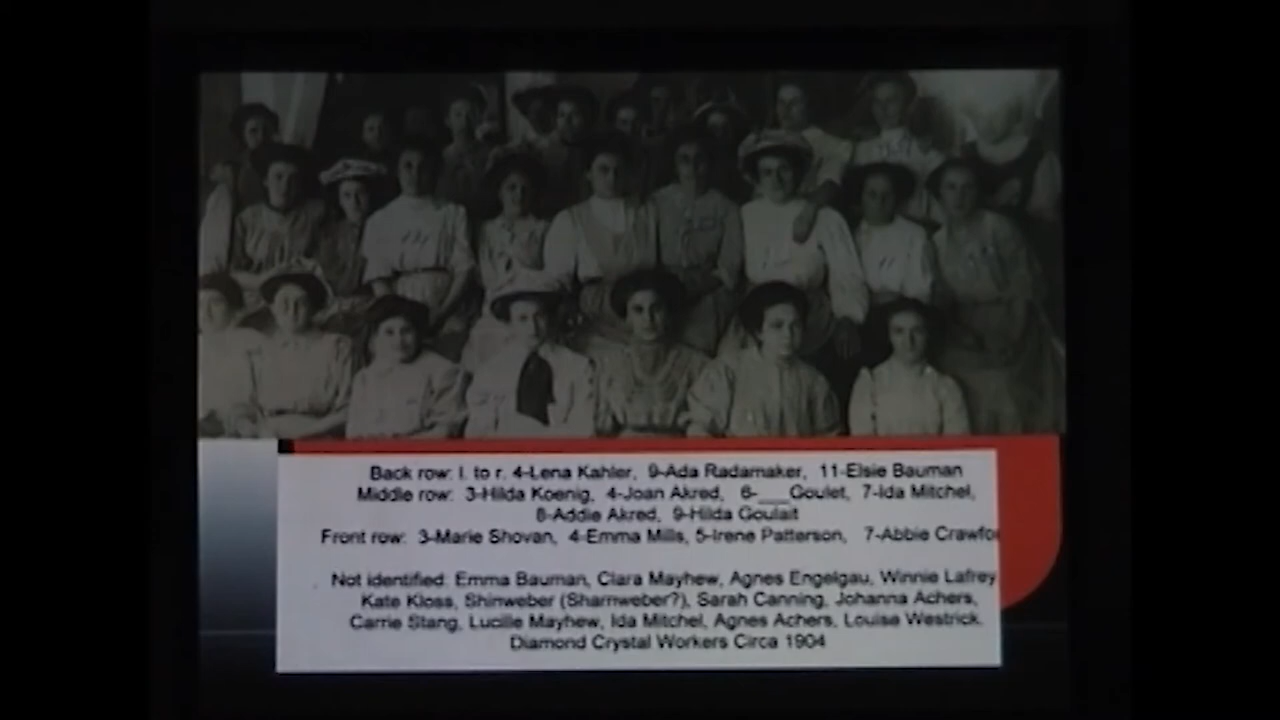 Back row: l. to r. 4-Lena Kahler, 9-Ada Radamaker, 11-Elsie Bauman
Middle row: 3-Hilda Koenig, 4-Joan Akred, 6-___Goulet, 7-Ida Mitchel,
8-Addie Akred, 9-Hilda Goulait
Front row: 3-Marie Shovan, 4-Emma Mills, 5-Irene Patterson, 7-Abbie Crawfo
Not identified: Emma Bauman, Clara Mayhew, Agnes Engelgau, Winnie Lafrey
Kate Kloss, Shinweber (Sharnweber?), Sarah Canning, Johanna Achers,
Carrie Stang, Lucille Mayhew, Ida Mitchel, Agnes Achers, Louise Westrick.
Diamond Crystal Workers Circa 1904